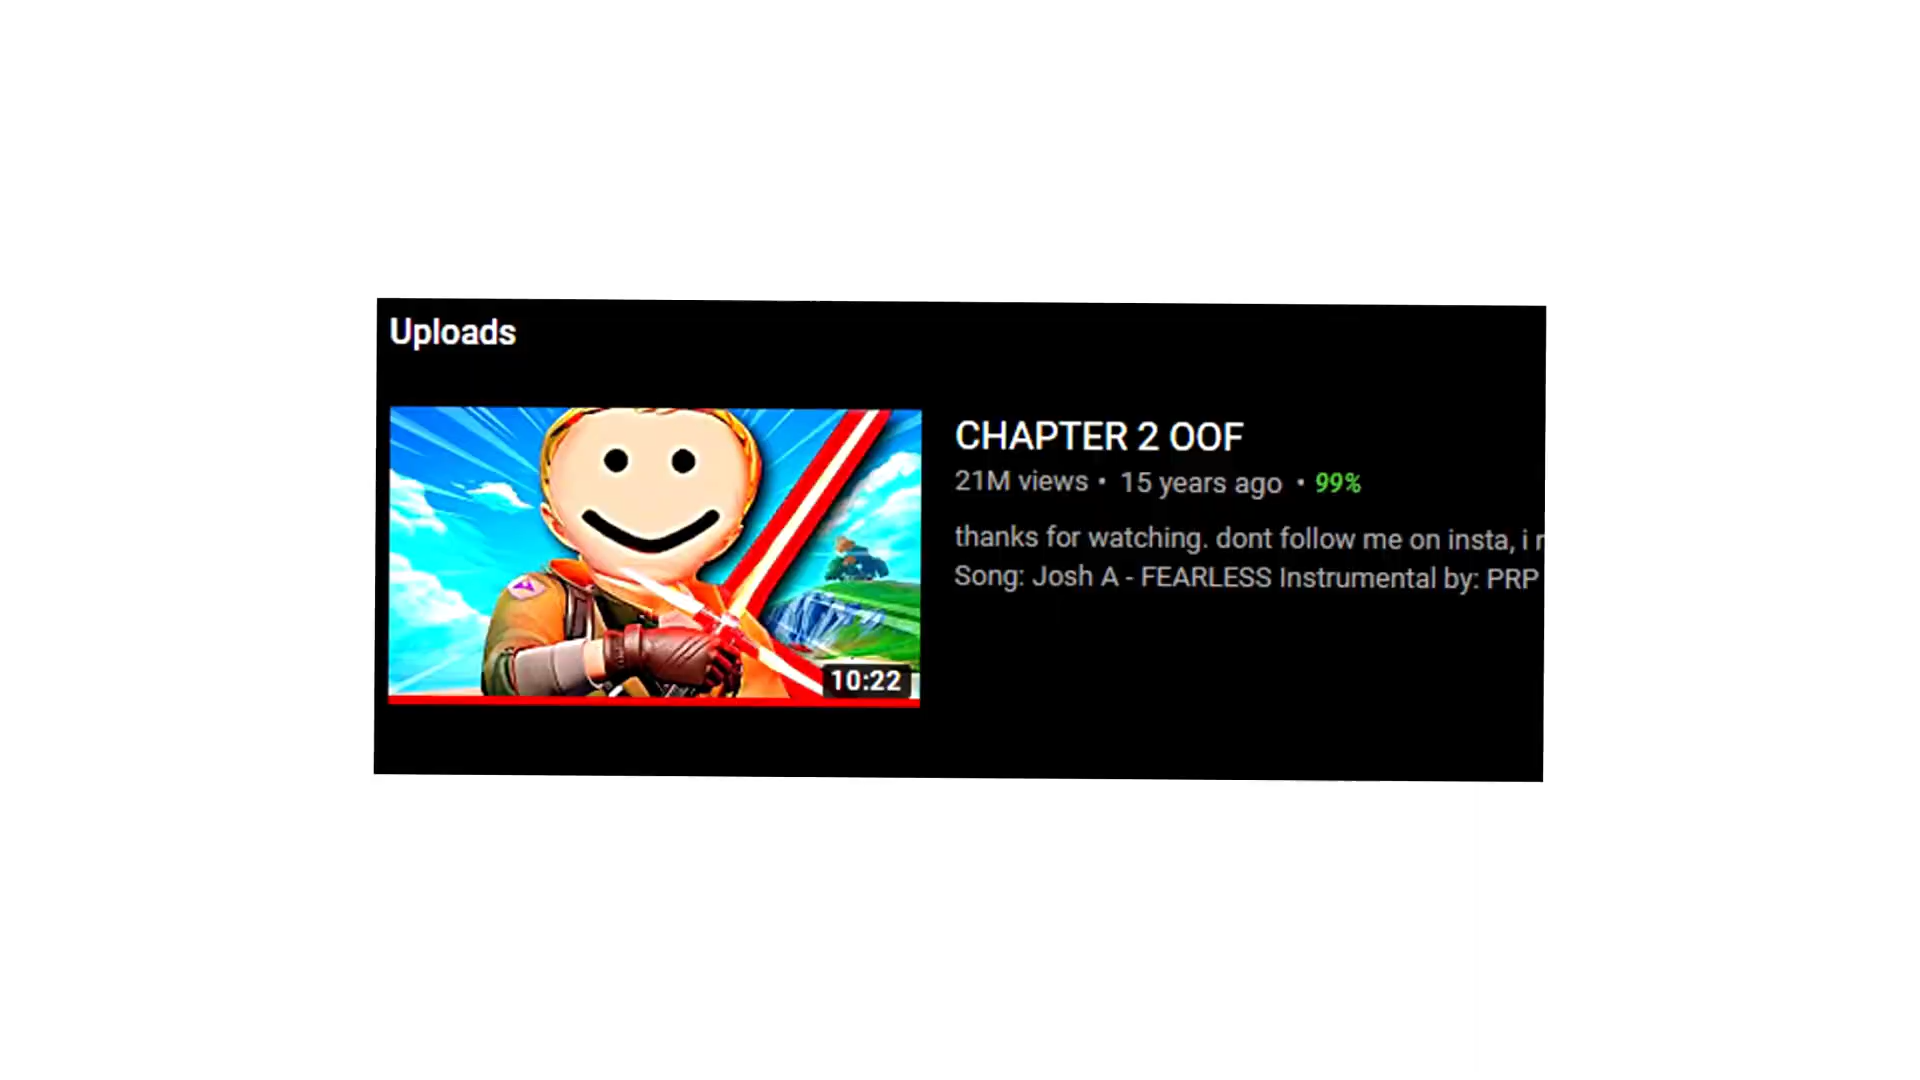 Uploads
CHAPTER 2 OOF
21M views • 15 years ago • 99%
thanks for watching. dont follow me on insta, i
Song: Josh A - FEARLESS Instrumental by: PRP
10:22